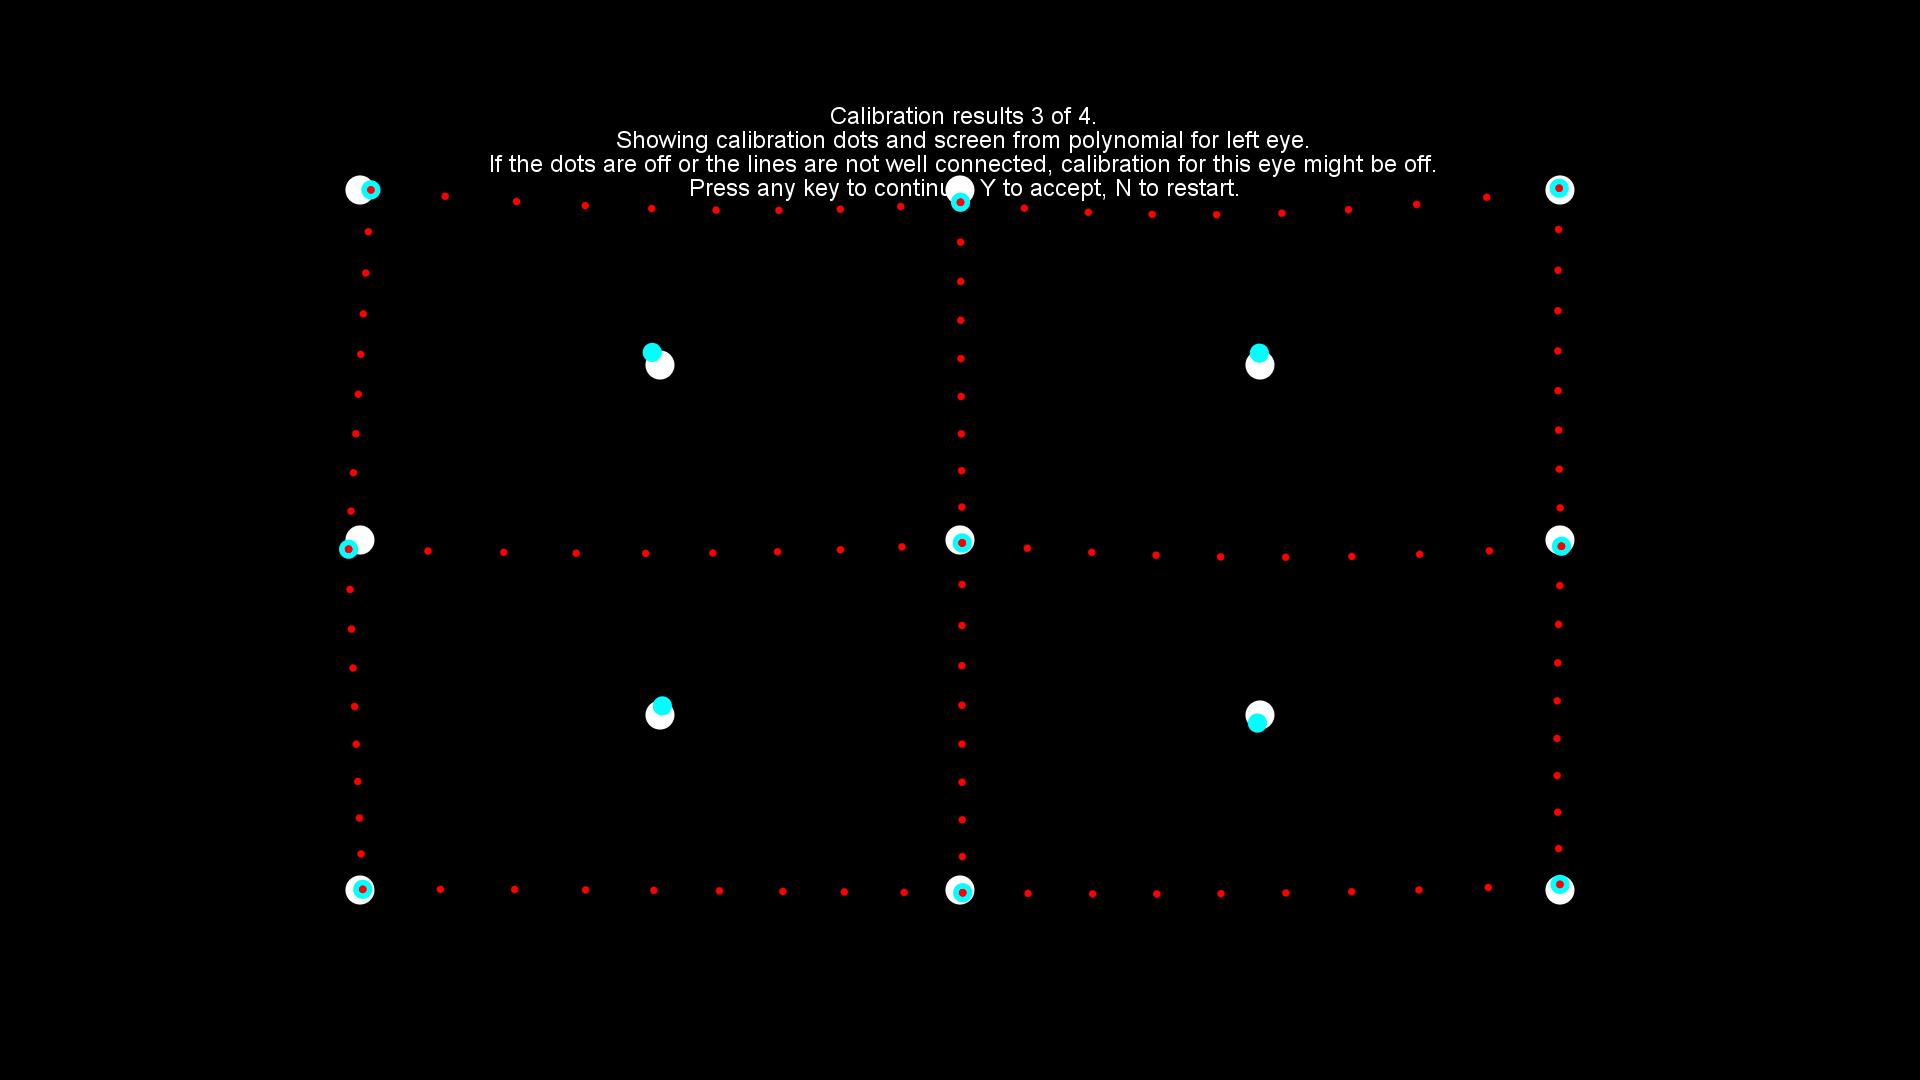 Calibration results 3 of 4.
Showing calibration dots and screen from polynomial for left eye.
If the dots are off or the lines are not well connected, calibration for this eye might be off.
Press any key to continu Y to accept, N to restart.